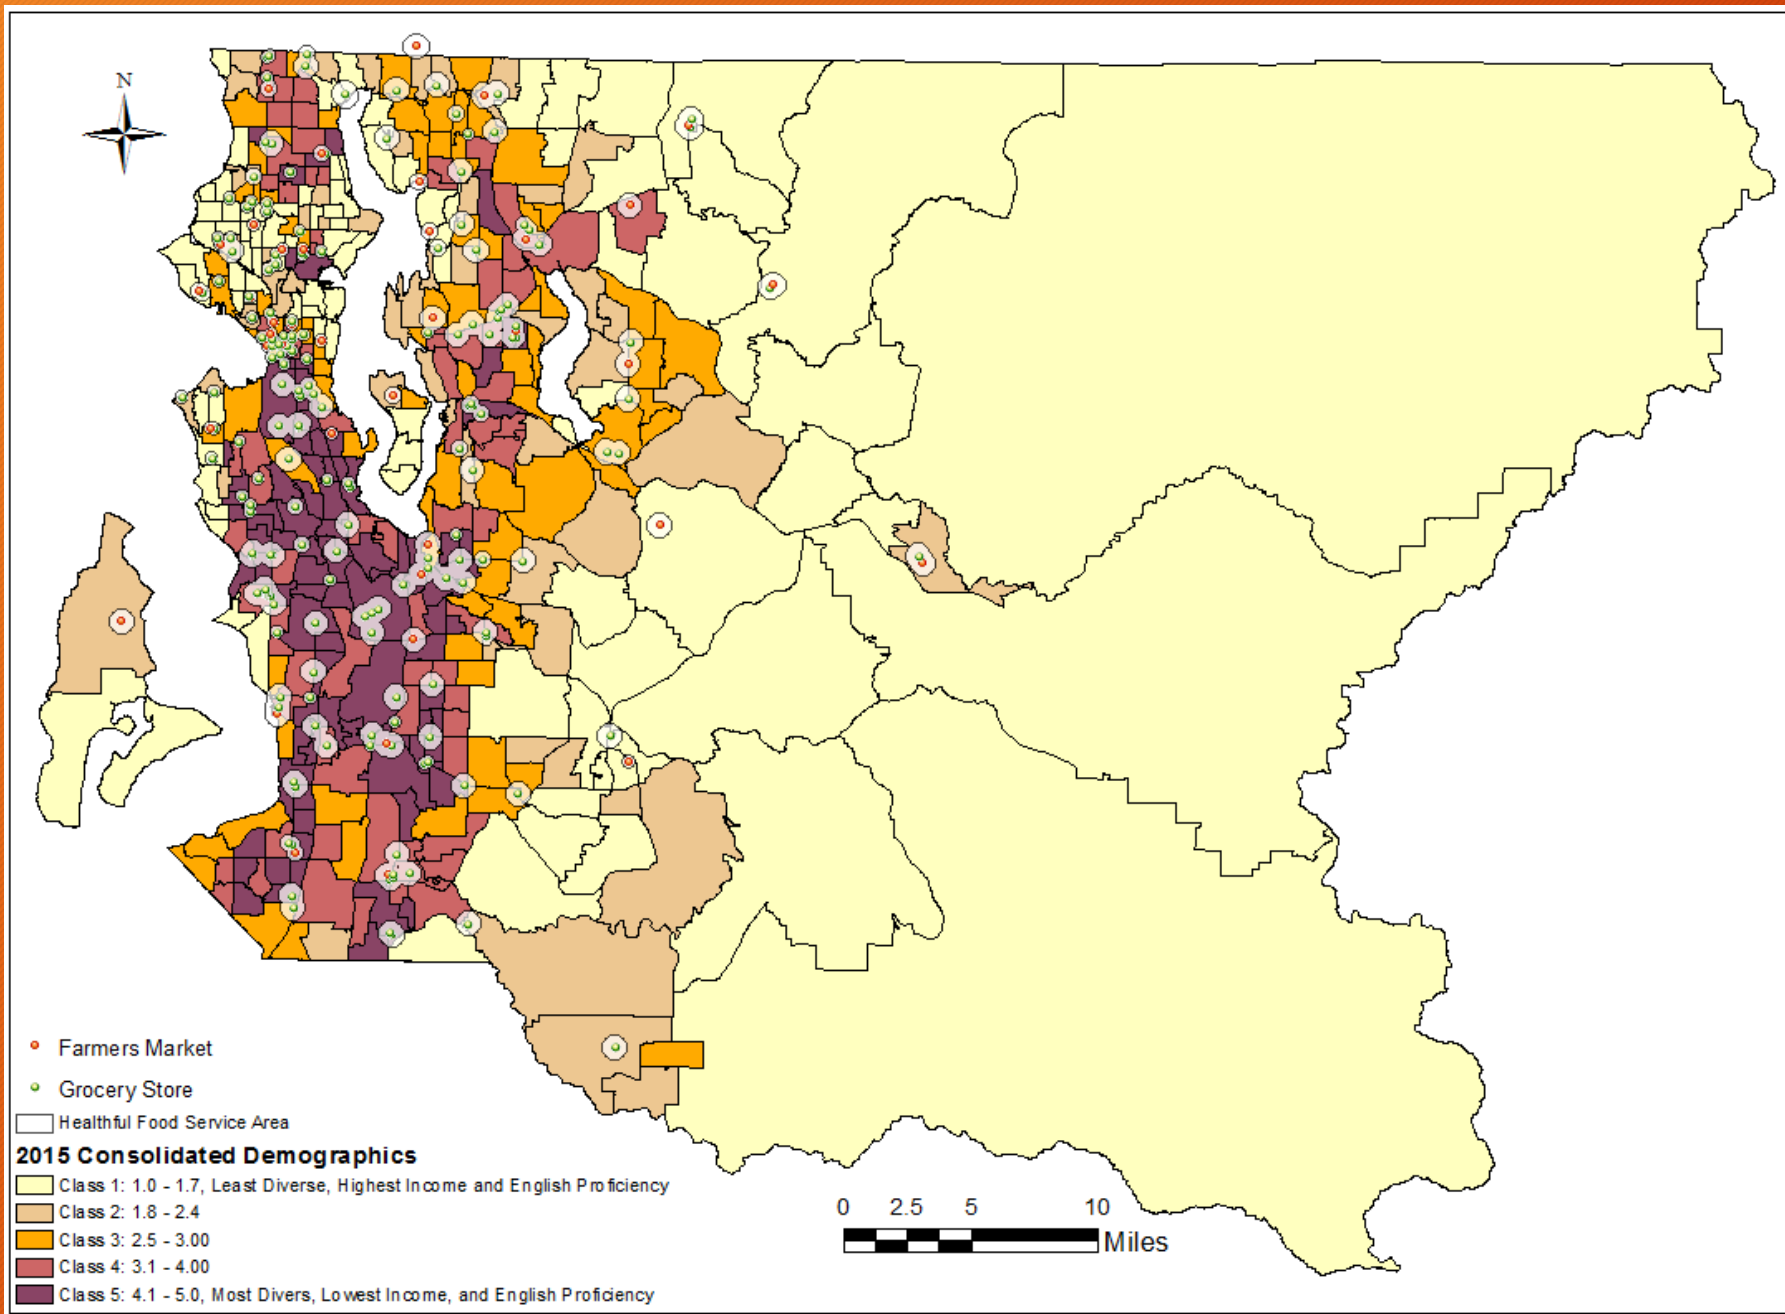 N
Farmers Market
Grocery Store
Healthful Food Service Area
2015 Consolidated Demographics
Class 1: 1.0 - 1.7, Least Diverse, Highest Income and English Proficiency
Class 2: 1.8 - 2.4
Class 3: 2.5 - 3.00
Class 4: 3.1 - 4.00
Class 5: 4.1 - 5.0, Most Divers, Lowest Income, and English Proficiency
0 2.5 5 10
Miles